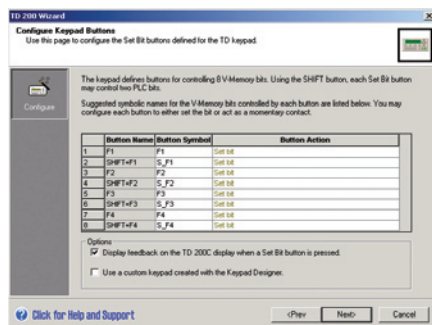 TD 200 Wizard
Configure Keypad Buttons
Use this page to configure the Set Bit buttons defined for the TD keypad.
Configure
The keypad defines buttons for controlling 8 V-Memory bits. Using the SHIFT button, each Set Bit button
may control two PLC bits.
Suggested symbolic names for the V-Memory bits controlled by each button are listed below. You may
configure each button to either set the bit or act as a momentary contact.
Button Name Button Symbol Button Action
1 F1 F1 Set bit
2 SHIFT+F1 S_F1 Set bit
3 F2 F2 Set bit
4 SHIFT+F2 S_F2 Set bit
5 F3 F3 Set bit
6 SHIFT+F3 S_F3 Set bit
7 F4 F4 Set bit
8 SHIFT+F4 S_F4 Set bit
Options
Display feedback on the TD 200C display when a Set Bit button is pressed.
Use a custom keypad created with the Keypad Designer.
Click for Help and Support <Prev Next> Cancel